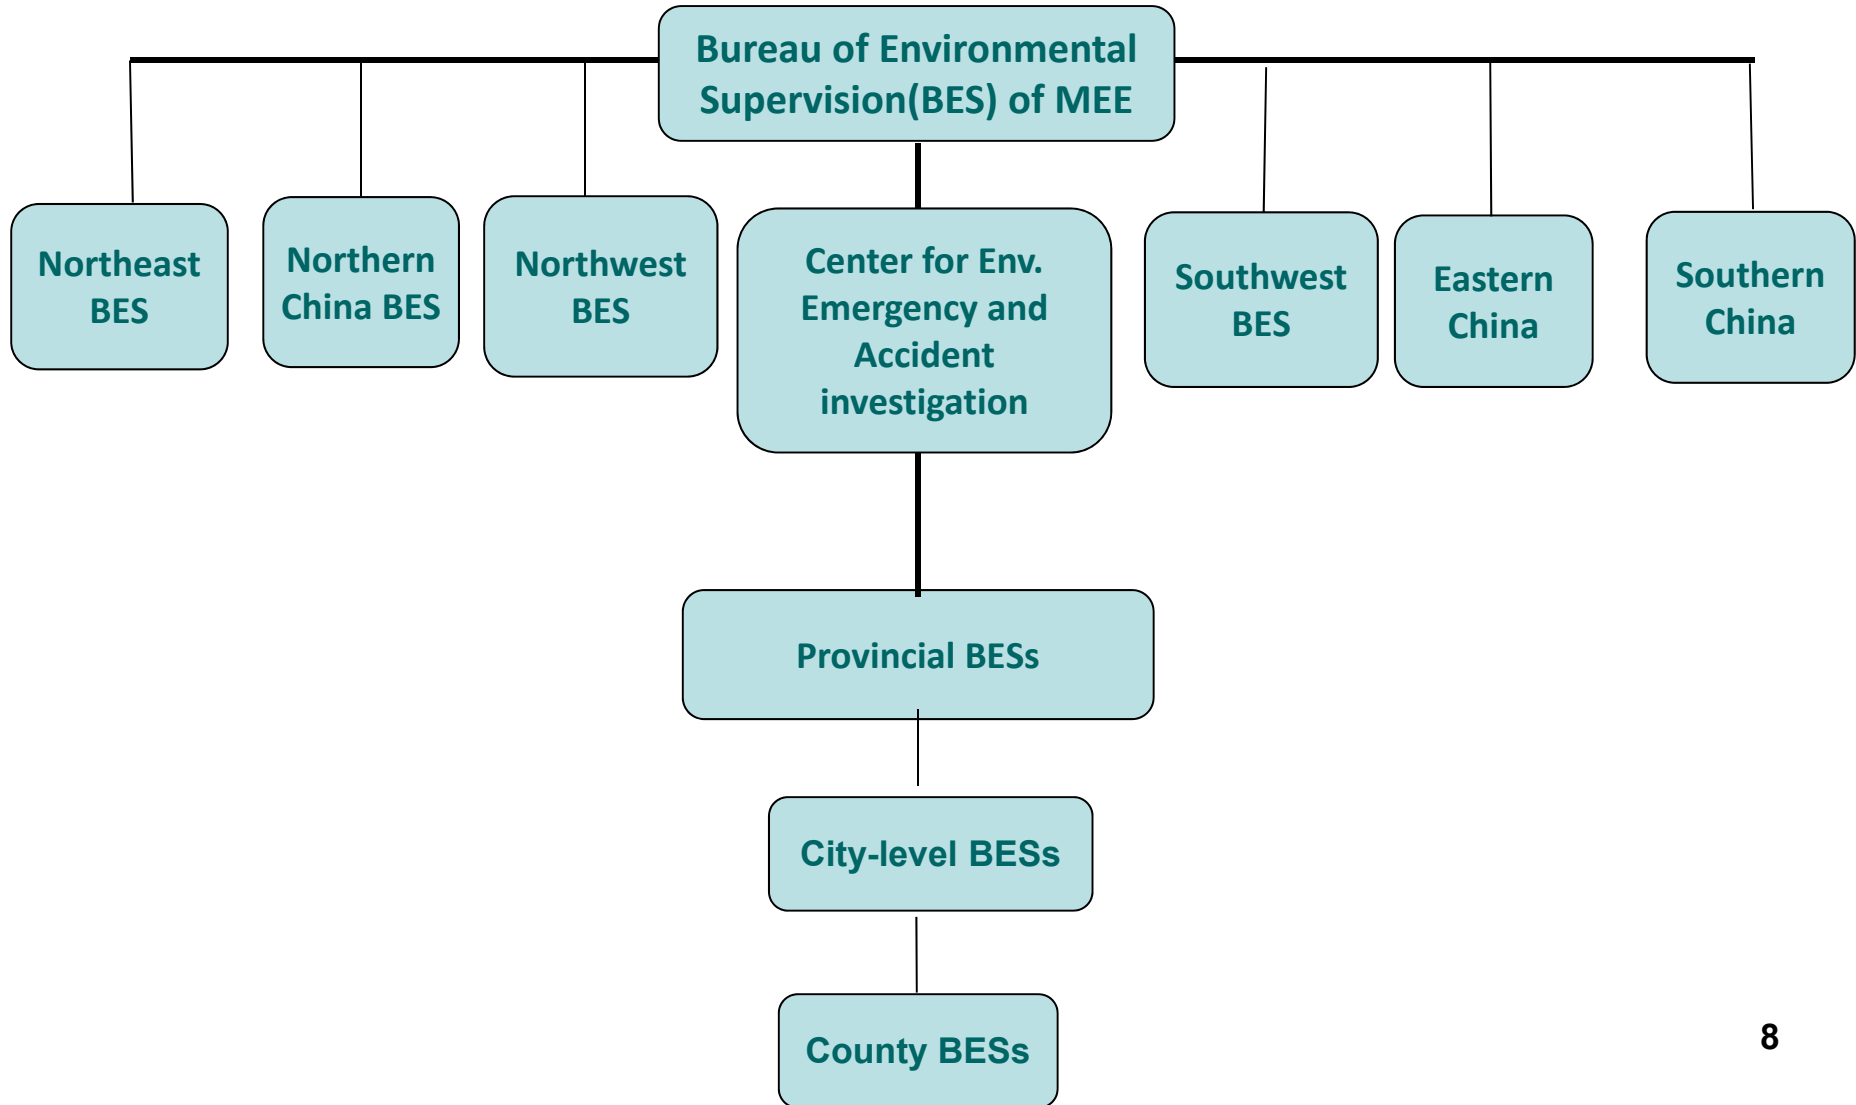 Bureau of Environmental
Supervision(BES) of MEE
Northeast
BES
Northern
China BES
Northwest
BES
Center for Env.
Emergency and
Accident
investigation
Southwest
BES
Eastern
China
Southern
China
Provincial BESs
City-level BESs
County BESs
8